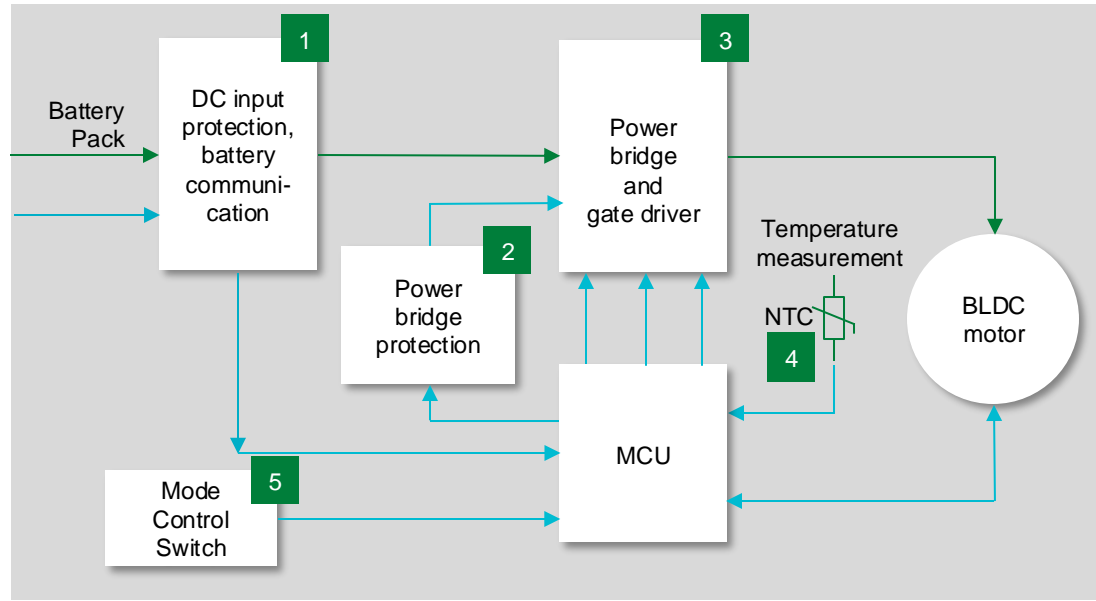 1
DC input
protection,
battery
communi-
cation
Battery
Pack
3
Power
bridge
and
gate driver
2
Power
bridge
protection
Temperature
measurement
NTC
4
BLDC
motor
MCU
5
Mode
Control
Switch